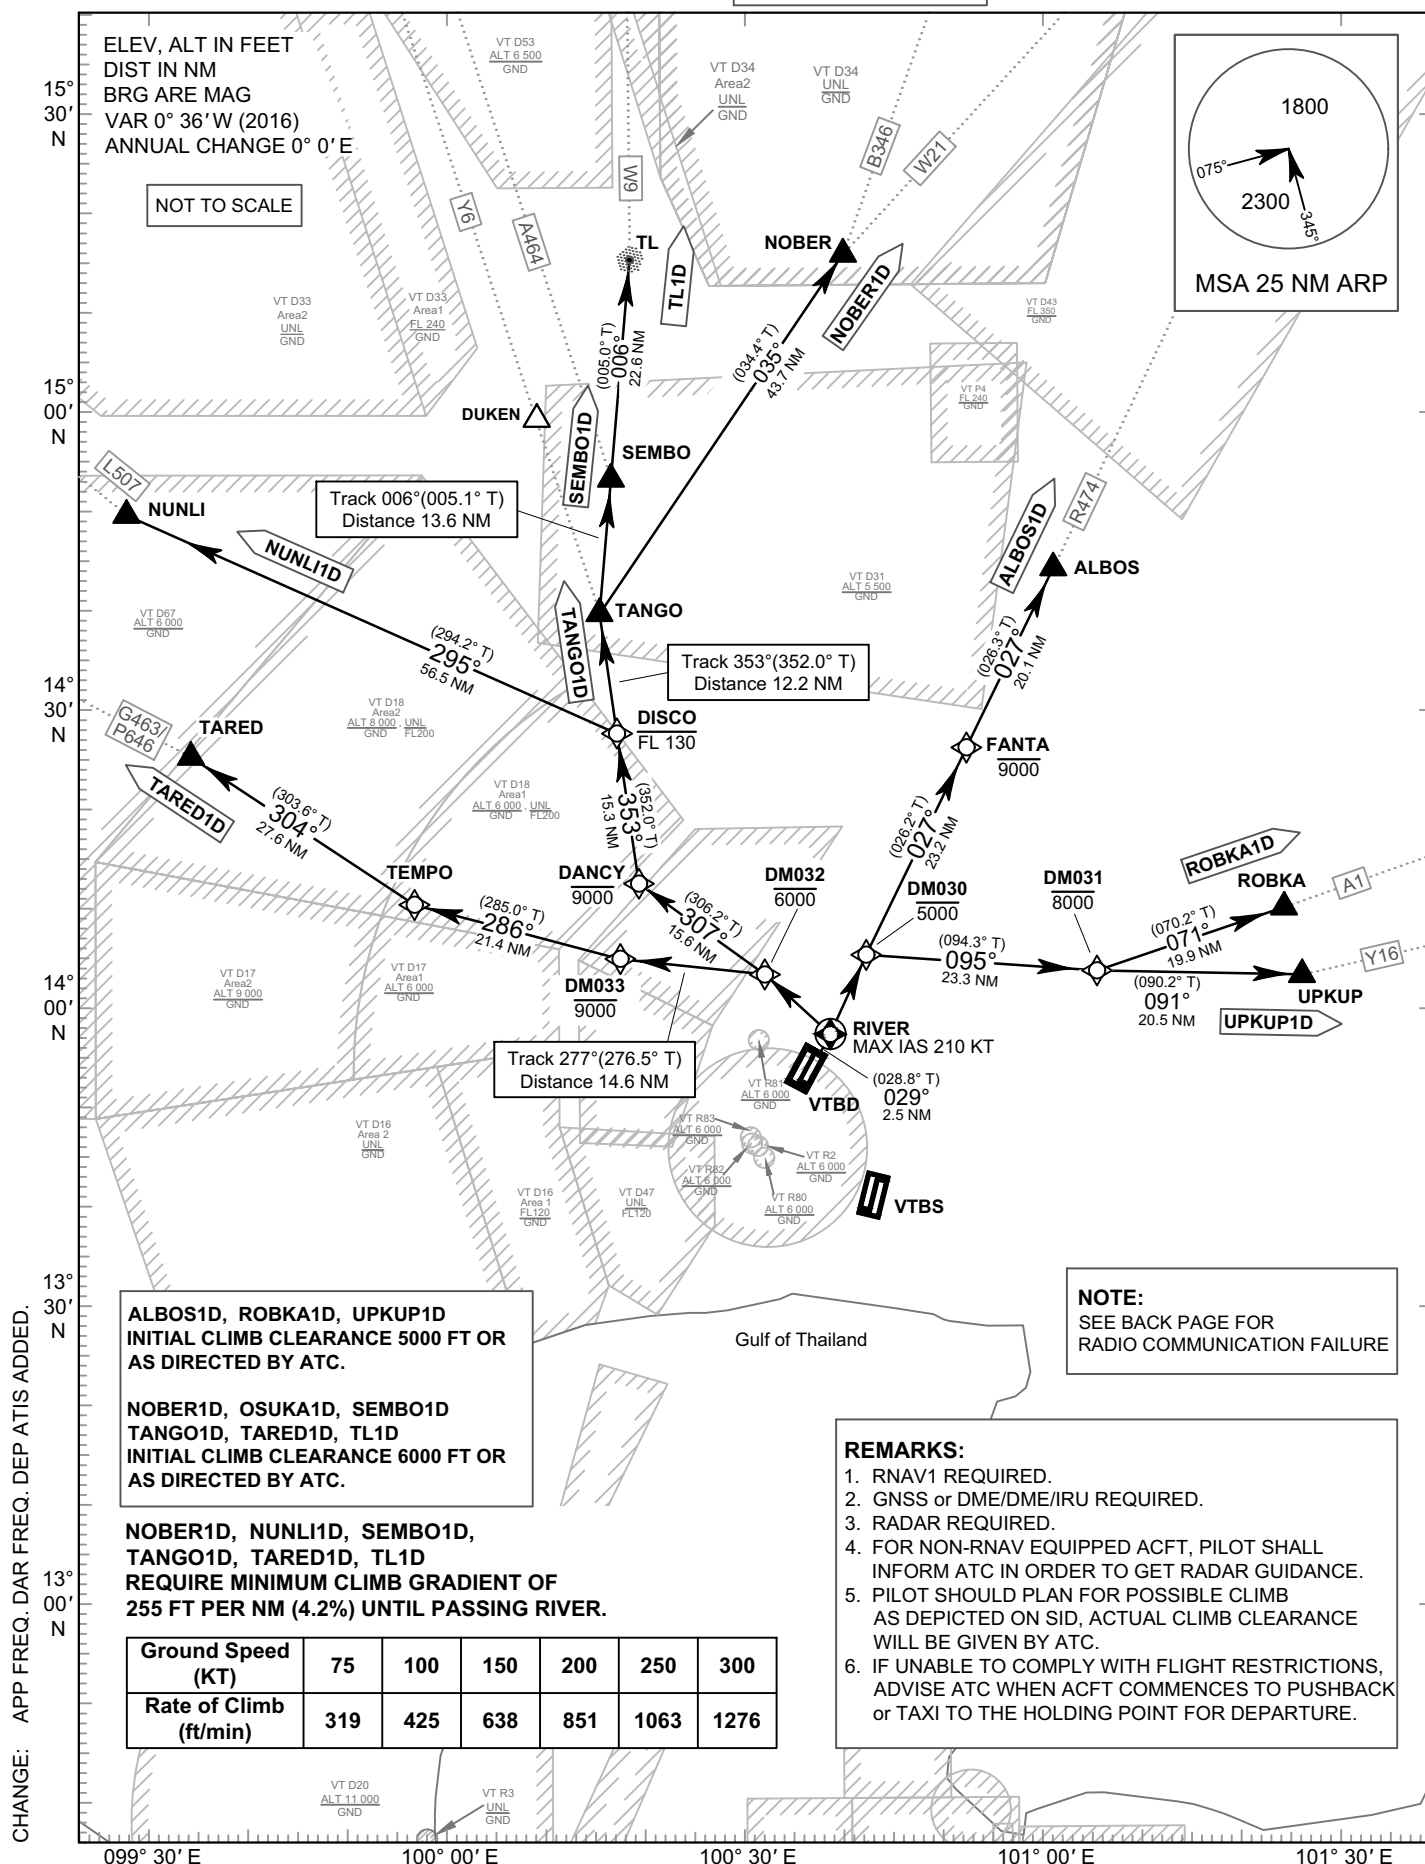 ELEV, ALT IN FEET
DIST IN NM
BRG ARE MAG
VAR 0° 36′ W (2016)
ANNUAL CHANGE 0° 0′ E
NOT TO SCALE
VT D53
ALT 6 500
GND
VT D34
Area2
UNL
GND
VT D34
UNL
GND
1800
075°
2300
345°
MSA 25 NM ARP
15°
30′
N
B346
W21
W9
Y6
A464
TL
TL1D
NOBER
NOBER1D
VT D33
Area2
UNL
GND
VT D33
Area1
FL 240
GND
VT D43
FL 350
GND
(005.0° T)
006°
22.6 NM
(034.4° T)
035°
43.7 NM
VT P4
FL 240
GND
15°
00′
N
DUKEN
SEMBO1D
SEMBO
L507
NUNLI
NUNLI1D
Track 006°(005.1° T)
Distance 13.6 NM
R474
ALBOS1D
ALBOS
VT D31
ALT 5 500
GND
TANGO
TANGO1D
VT D67
ALT 6 000
GND
(294.2° T)
295°
56.5 NM
Track 353°(352.0° T)
Distance 12.2 NM
(026.3° T)
027°
20.1 NM
14°
30′
N
G463/
P646
TARED
TARED1D
VT D18
Area2
ALT 8 000 , UNL
GND FL200
DISCO
FL 130
FANTA
9000
VT D18
Area1
ALT 6 000 , UNL
GND FL200
(303.6° T)
304°
27.6 NM
(352.0° T)
353°
15.3 NM
(026.2° T)
027°
23.2 NM
TEMPO
DANCY
9000
DM032
6000
DM030
5000
DM031
8000
ROBKA1D
ROBKA
A1
(285.0° T)
286°
21.4 NM
(306.2° T)
307°
15.6 NM
(094.3° T)
095°
23.3 NM
(070.2° T)
071°
19.9 NM
Y16
14°
00′
N
VT D17
Area2
ALT 9 000
GND
VT D17
Area1
ALT 6 000
GND
DM033
9000
(090.2° T)
091°
20.5 NM
UPKUP
UPKUP1D
RIVER
MAX IAS 210 KT
Track 277°(276.5° T)
Distance 14.6 NM
(028.8° T)
029°
2.5 NM
VTBD
VT R81
ALT 6 000
GND
VT D16
Area 2
UNL
GND
VT R83
ALT 6 000
GND
VT R2
ALT 6 000
GND
VT R82
ALT 6 000
GND
VT R80
ALT 6 000
GND
VT D16
Area 1
FL120
GND
VT D47
UNL
FL120
VTBS
13°
30′
N
ALBOS1D, ROBKA1D, UPKUP1D
INITIAL CLIMB CLEARANCE 5000 FT OR
AS DIRECTED BY ATC.
NOBER1D, OSUKA1D, SEMBO1D
TANGO1D, TARED1D, TL1D
INITIAL CLIMB CLEARANCE 6000 FT OR
AS DIRECTED BY ATC.
Gulf of Thailand
NOTE:
SEE BACK PAGE FOR
RADIO COMMUNICATION FAILURE
NOBER1D, NUNLI1D, SEMBO1D,
TANGO1D, TARED1D, TL1D
REQUIRE MINIMUM CLIMB GRADIENT OF
255 FT PER NM (4.2%) UNTIL PASSING RIVER.
13°
00′
N
REMARKS:
1. RNAV1 REQUIRED.
2. GNSS or DME/DME/IRU REQUIRED.
3. RADAR REQUIRED.
4. FOR NON-RNAV EQUIPPED ACFT, PILOT SHALL
INFORM ATC IN ORDER TO GET RADAR GUIDANCE.
5. PILOT SHOULD PLAN FOR POSSIBLE CLIMB
AS DEPICTED ON SID, ACTUAL CLIMB CLEARANCE
WILL BE GIVEN BY ATC.
6. IF UNABLE TO COMPLY WITH FLIGHT RESTRICTIONS,
ADVISE ATC WHEN ACFT COMMENCES TO PUSHBACK
or TAXI TO THE HOLDING POINT FOR DEPARTURE.
Ground Speed (KT) 75 100 150 200 250 300
Rate of Climb (ft/min) 319 425 638 851 1063 1276
VT D20
ALT 11 000
GND
VT R3
UNL
GND
099° 30′ E 100° 00′ E 100° 30′ E 101° 00′ E 101° 30′ E
CHANGE: APP FREQ. DAR FREQ. DEP ATIS ADDED.